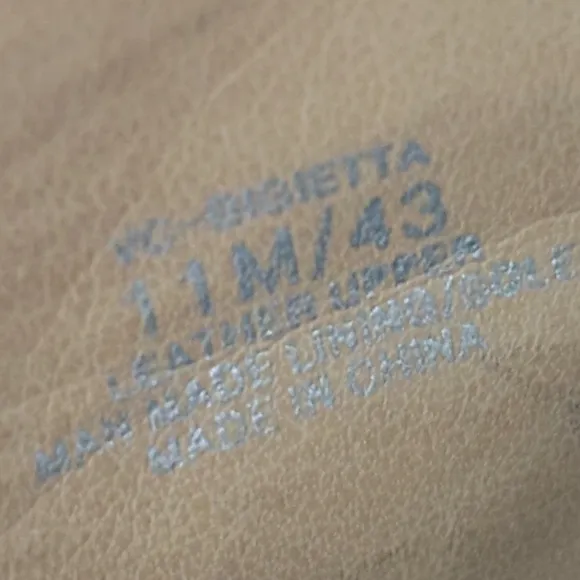 11M/43
LEATHER UPPER
MAN MADE LINING/SOLE
MADE IN CHINA